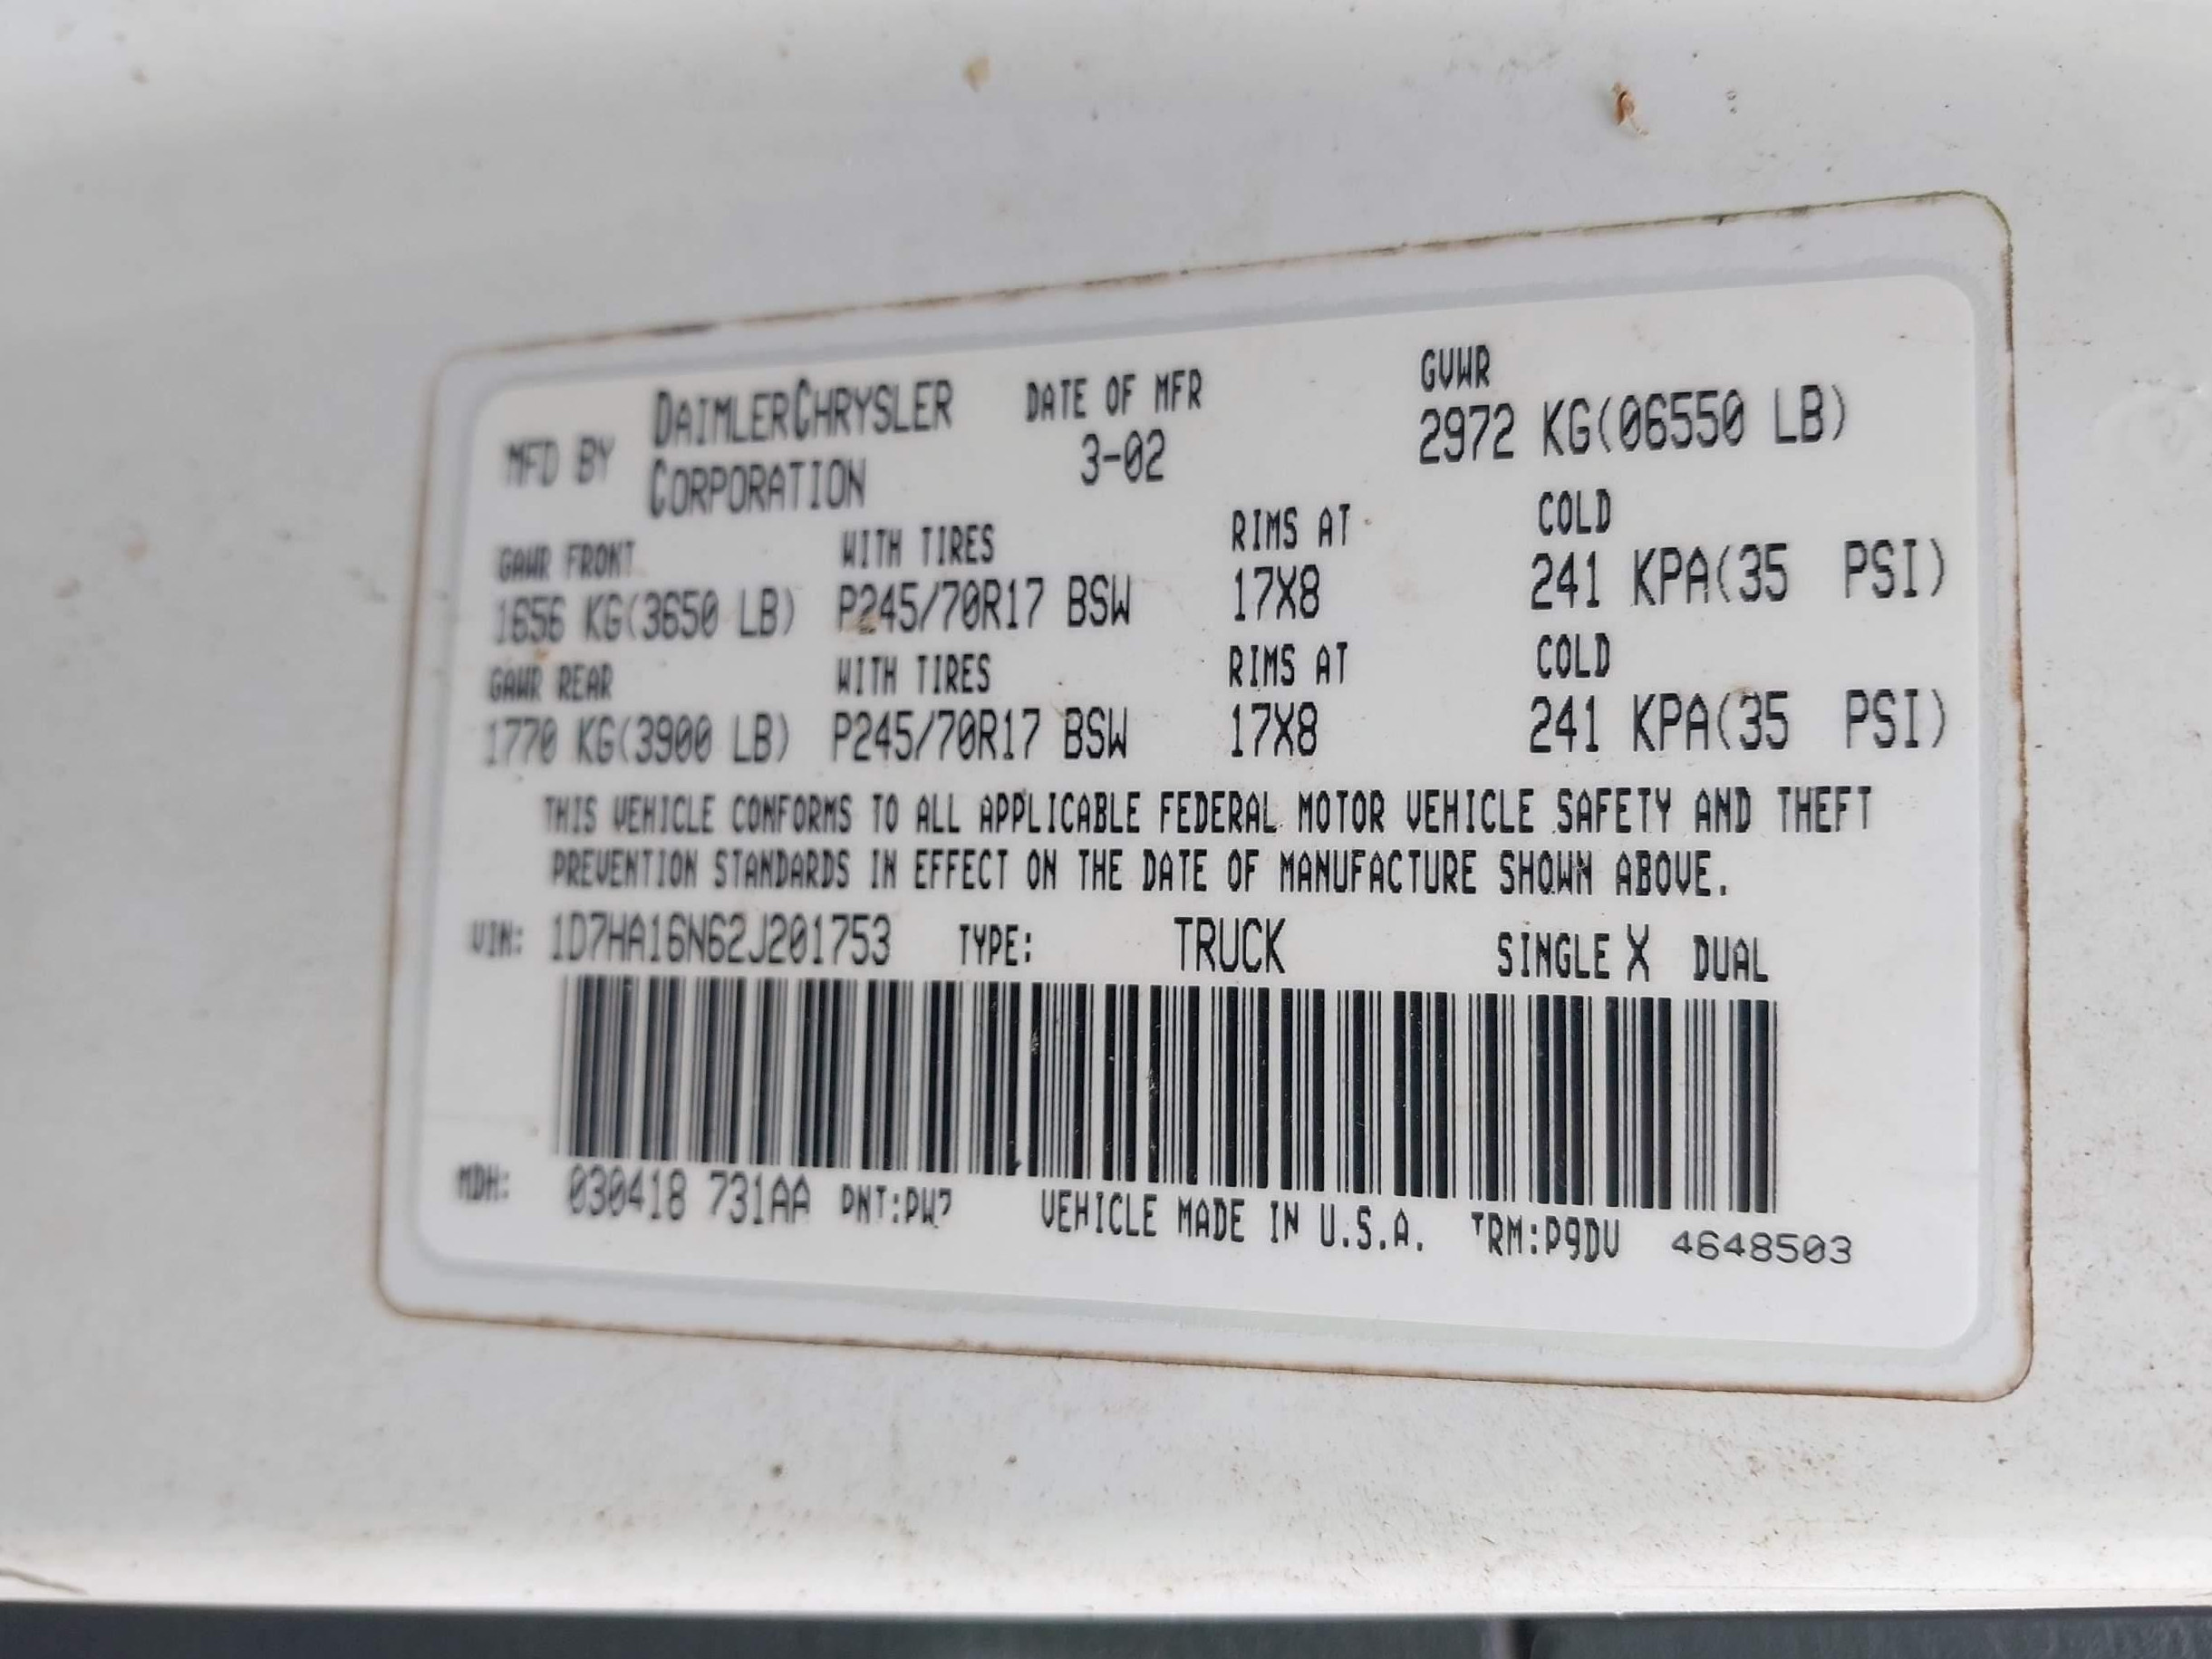 MFD BY DAIMLERCHRYSLER CORPORATION DATE OF MFR 3-02 GVWR 2972 KG(06550 LB)
GAWR FRONT WITH TIRES RIMS AT COLD
1656 KG(3650 LB) P245/70R17 BSW 17X8 241 KPA(35 PSI)
GAWR REAR WITH TIRES RIMS AT COLD
1770 KG(3900 LB) P245/70R17 BSW 17X8 241 KPA(35 PSI)
THIS VEHICLE CONFORMS TO ALL APPLICABLE FEDERAL MOTOR VEHICLE SAFETY AND THEFT
PREVENTION STANDARDS IN EFFECT ON THE DATE OF MANUFACTURE SHOWN ABOVE.
VIN: 1D7HA16N62J201753 TYPE: TRUCK SINGLE X DUAL
MDH: 030418 731AA PNT:PW7 VEHICLE MADE IN U.S.A. TRM:P9DV 4648503